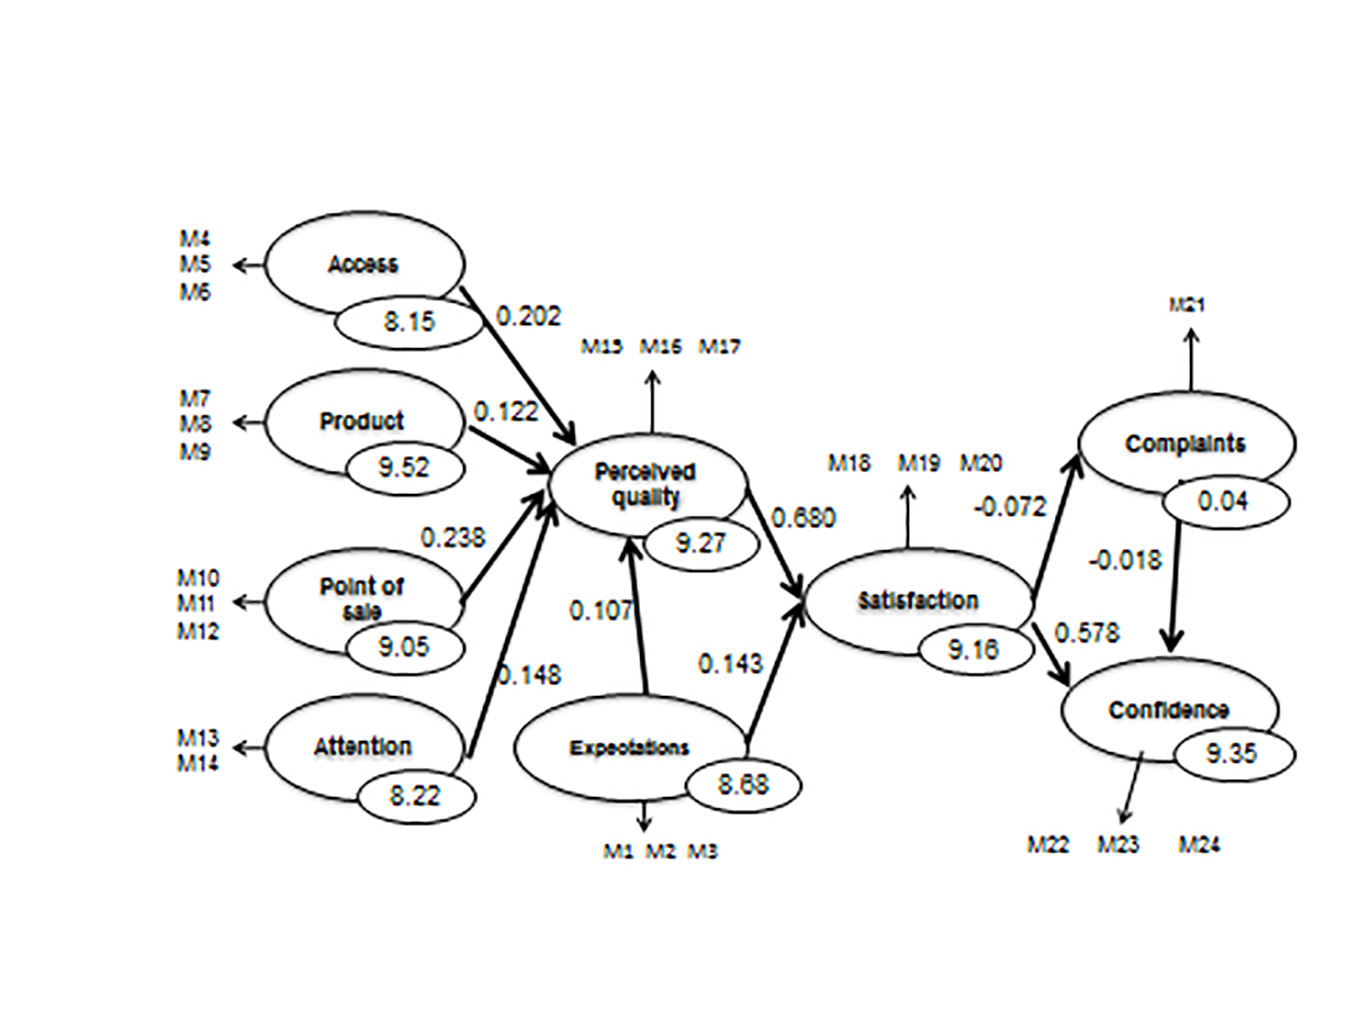 M4
M5
M6
Access
8.15
0.202
M7
M8
M9
Product
9.52
0.122
M10
M11
M12
Point of
sale
9.05
0.238
M13
M14
Attention
8.22
0.148
M15 M16 M17
Perceived
quality
9.27
0.107
Expectations
8.68
M1 M2 M3
0.680
0.143
M18 M19 M20
Satisfaction
9.16
-0.072
0.578
M21
Complaints
0.04
-0.018
Confidence
9.35
M22 M23 M24